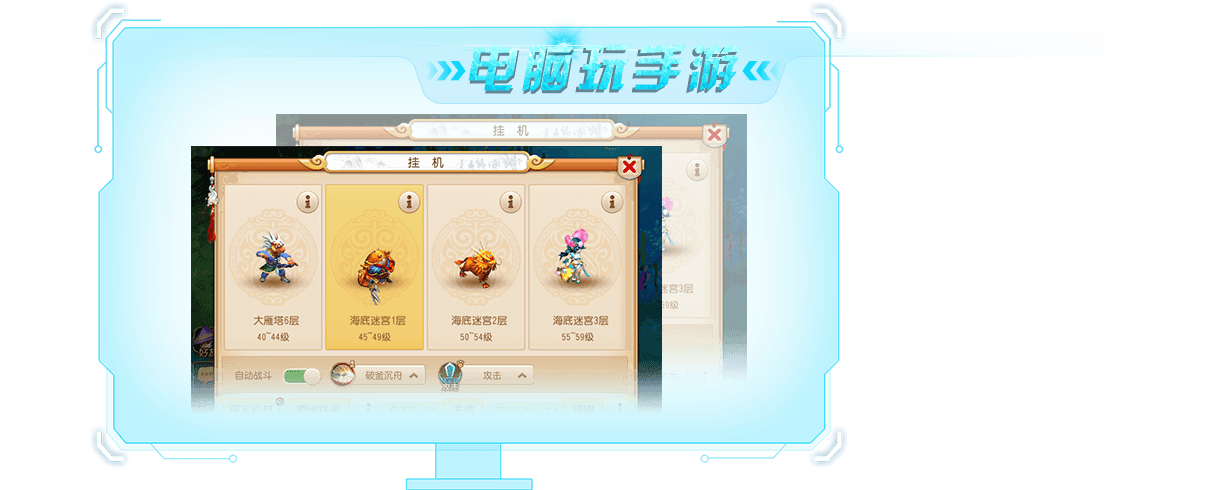 电脑玩手游
挂 机
挂 机
大雁塔6层
海底迷宫1层
海底迷宫2层
海底迷宫3层
迷宫3层
40~44级
45~49级
50~54级
55~59级
59级
自动战斗
破釜沉舟
攻击